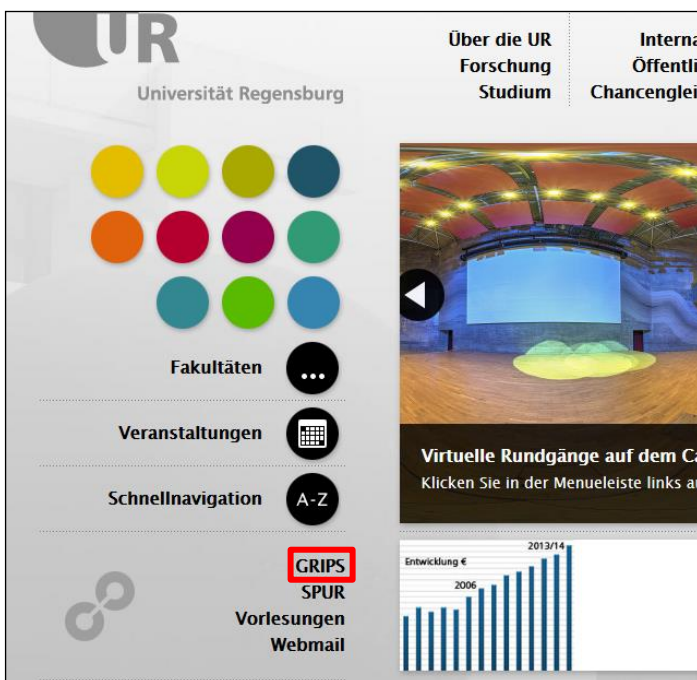 UR
Universität Regensburg
Über die UR
Forschung
Studium
Fakultäten
Veranstaltungen
Schnellnavigation
A-Z
GRIPS
SPUR
Vorlesungen
Webmail
Virtuelle Rundgänge auf dem
Klicken Sie in der Menueleiste links
Entwicklung €
2006
2013/14